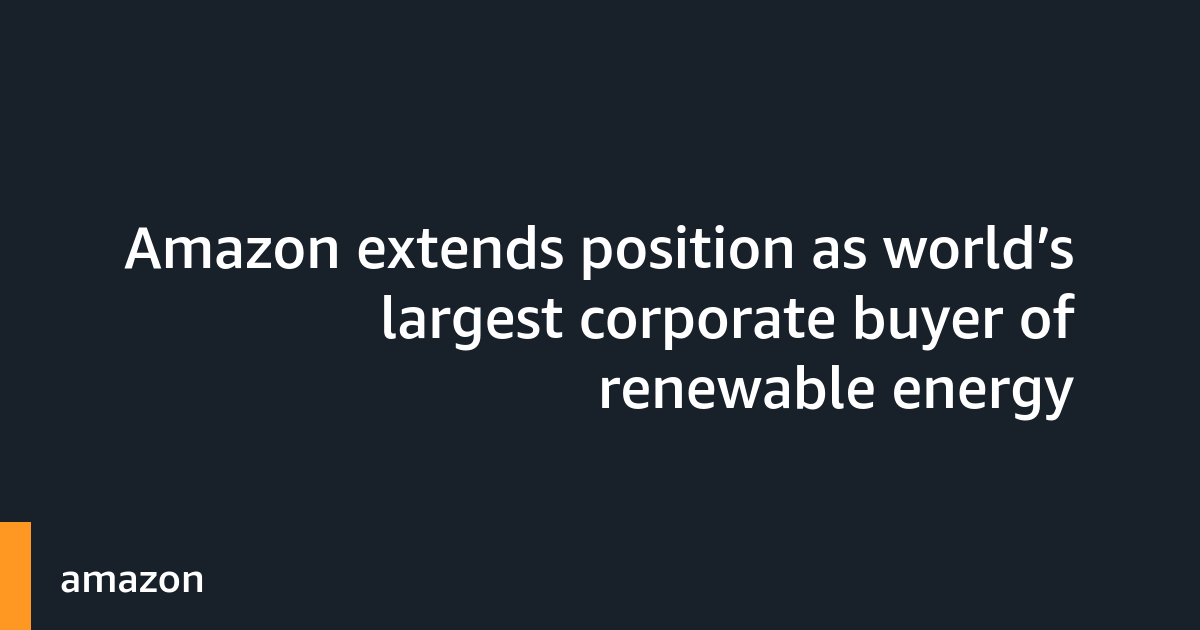 Amazon extends position as world’s
largest corporate buyer of
renewable energy
amazon